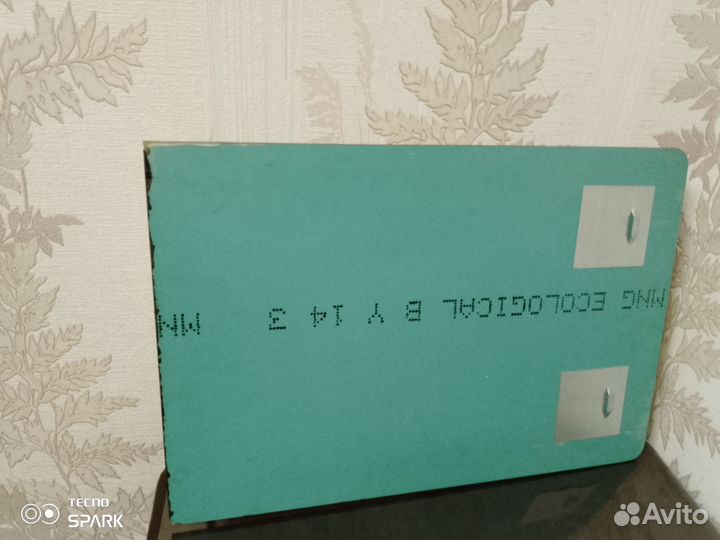 MNG ECOLOGICAL B Y 14 3 MN
TECNO
SPARK
Avito